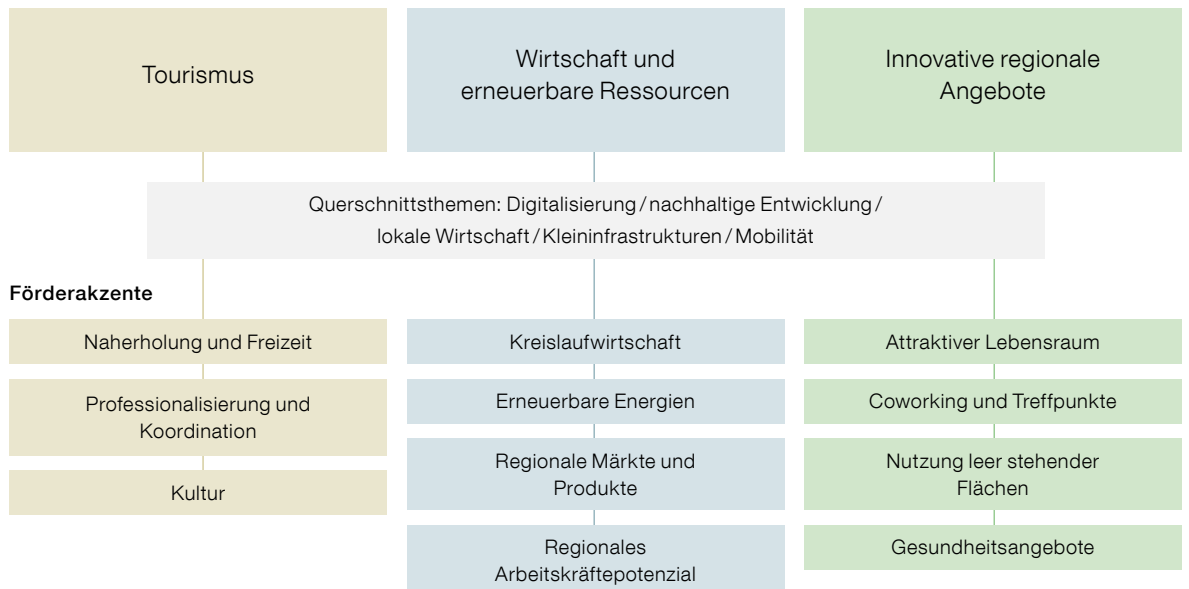 Tourismus
Wirtschaft und
erneuerbare Ressourcen
Innovative regionale
Angebote
Querschnittsthemen: Digitalisierung / nachhaltige Entwicklung /
lokale Wirtschaft / Kleininfrastrukturen / Mobilität
Förderakzente
Naherholung und Freizeit
Professionalisierung und
Koordination
Kultur
Kreislaufwirtschaft
Erneuerbare Energien
Regionale Märkte und
Produkte
Regionales
Arbeitskräftepotenzial
Attraktiver Lebensraum
Coworking und Treffpunkte
Nutzung leer stehender
Flächen
Gesundheitsangebote